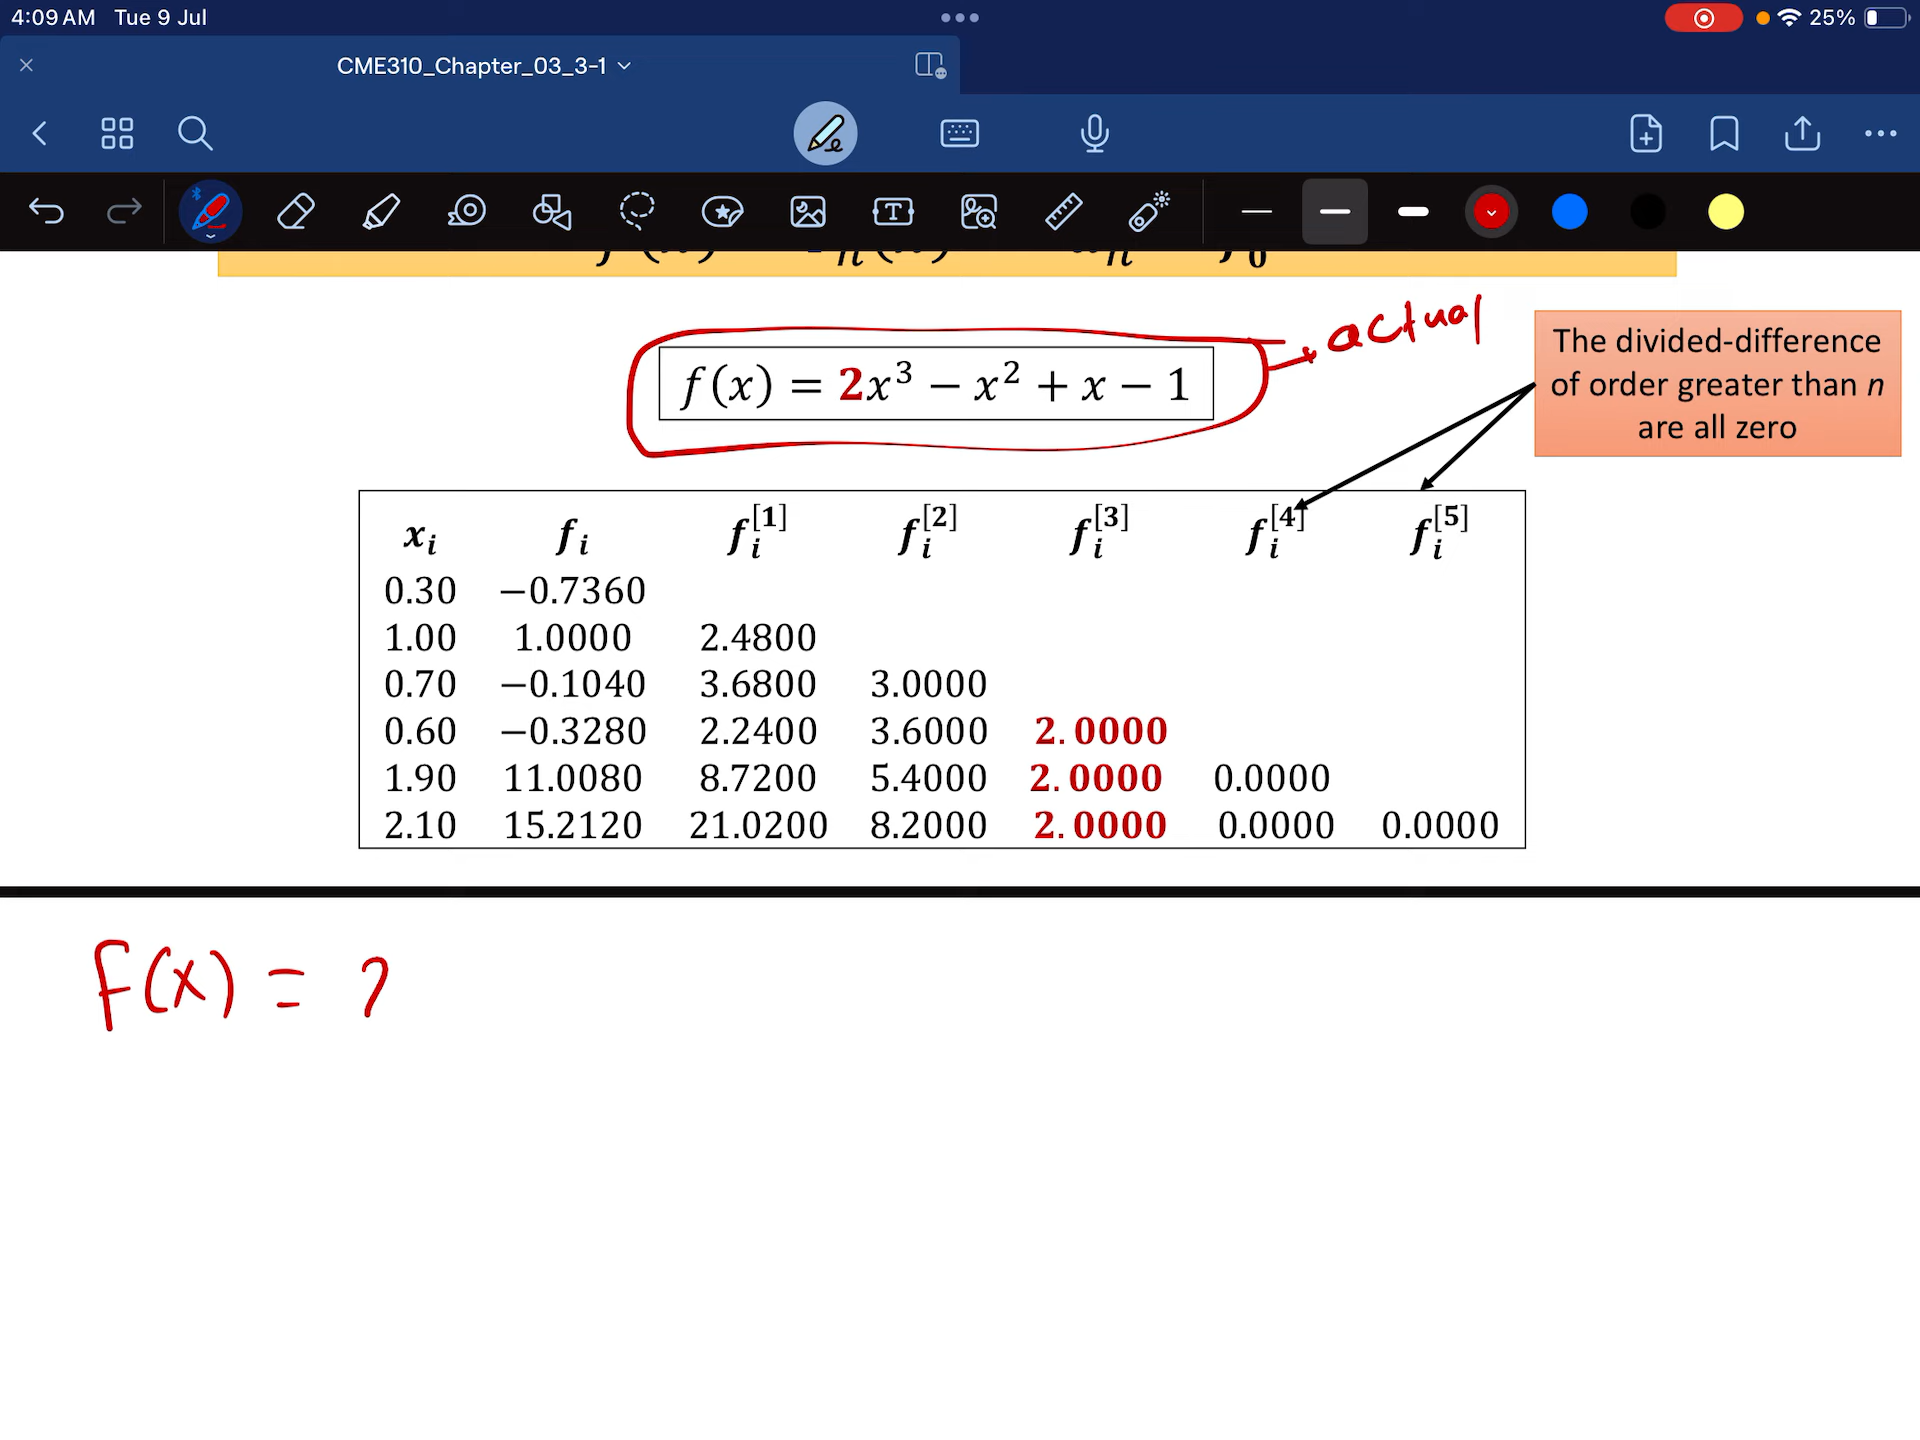 4:09 AM Tue 9 Jul
25%
CME310_Chapter_03_3-1
actual
f(x) = 2x³ − x² + x − 1
The divided-difference
of order greater than n
are all zero
xᵢ fᵢ fᵢ^[1] fᵢ^[2] fᵢ^[3] fᵢ^[4] fᵢ^[5]
0.30 −0.7360
1.00 1.0000 2.4800
0.70 −0.1040 3.6800 3.0000
0.60 −0.3280 2.2400 3.6000 2.0000
1.90 11.0080 8.7200 5.4000 2.0000 0.0000
2.10 15.2120 21.0200 8.2000 2.0000 0.0000 0.0000
F(x) = ?